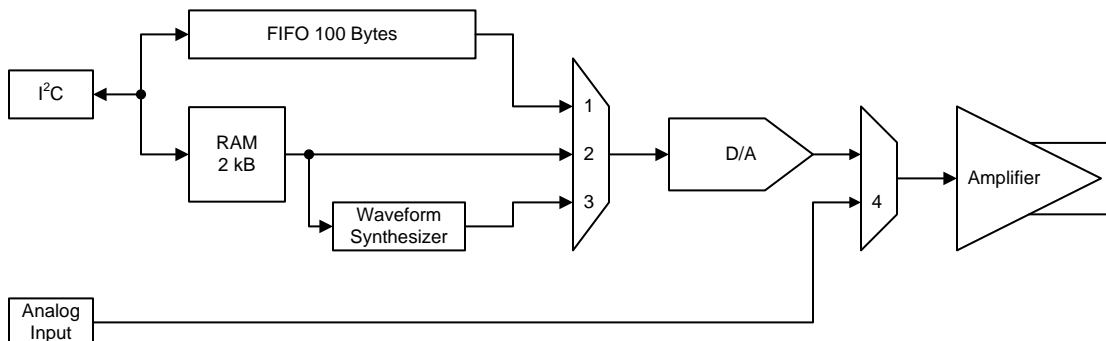 FIFO 100 Bytes
I²C
RAM
2 kB
Waveform
Synthesizer
1
2
3
D/A
4
Amplifier
Analog
Input